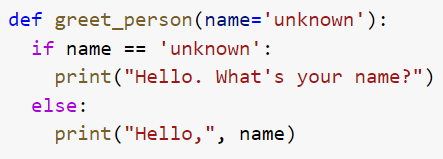 def greet_person(name='unknown'):
  if name == 'unknown':
    print("Hello. What's your name?")
  else:
    print("Hello,", name)